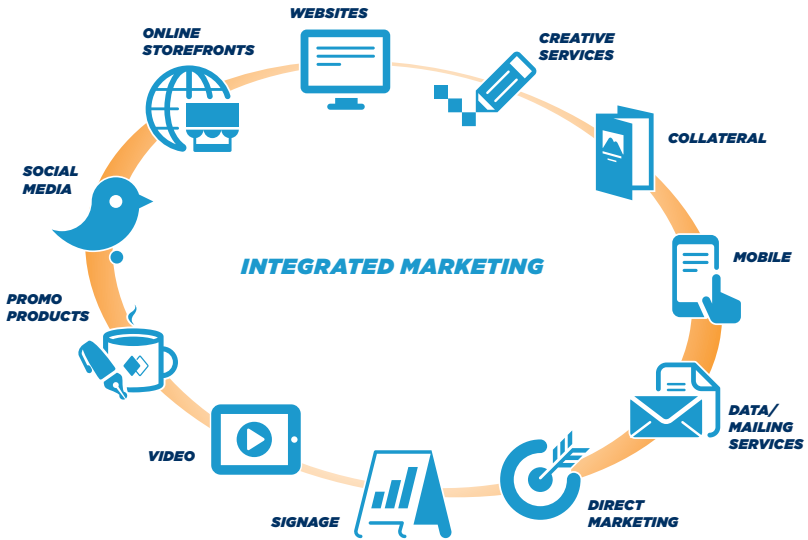 WEBSITES
ONLINE
STOREFRONTS
CREATIVE
SERVICES
COLLATERAL
SOCIAL
MEDIA
INTEGRATED MARKETING
MOBILE
PROMO
PRODUCTS
DATA/
MAILING
SERVICES
VIDEO
SIGNAGE
DIRECT
MARKETING